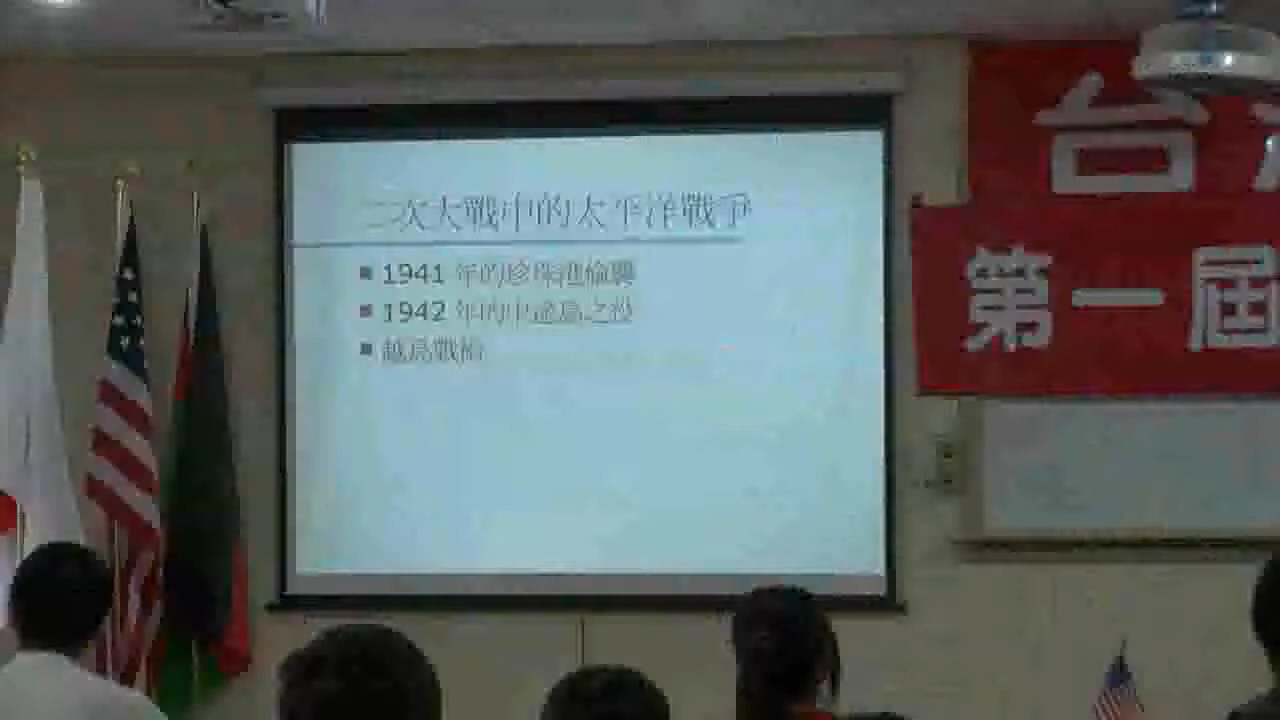 二次大戰中的太平洋戰爭
1941 年的珍珠港偷襲
1942 年的中途島之役
越島戰術
台
第一屆